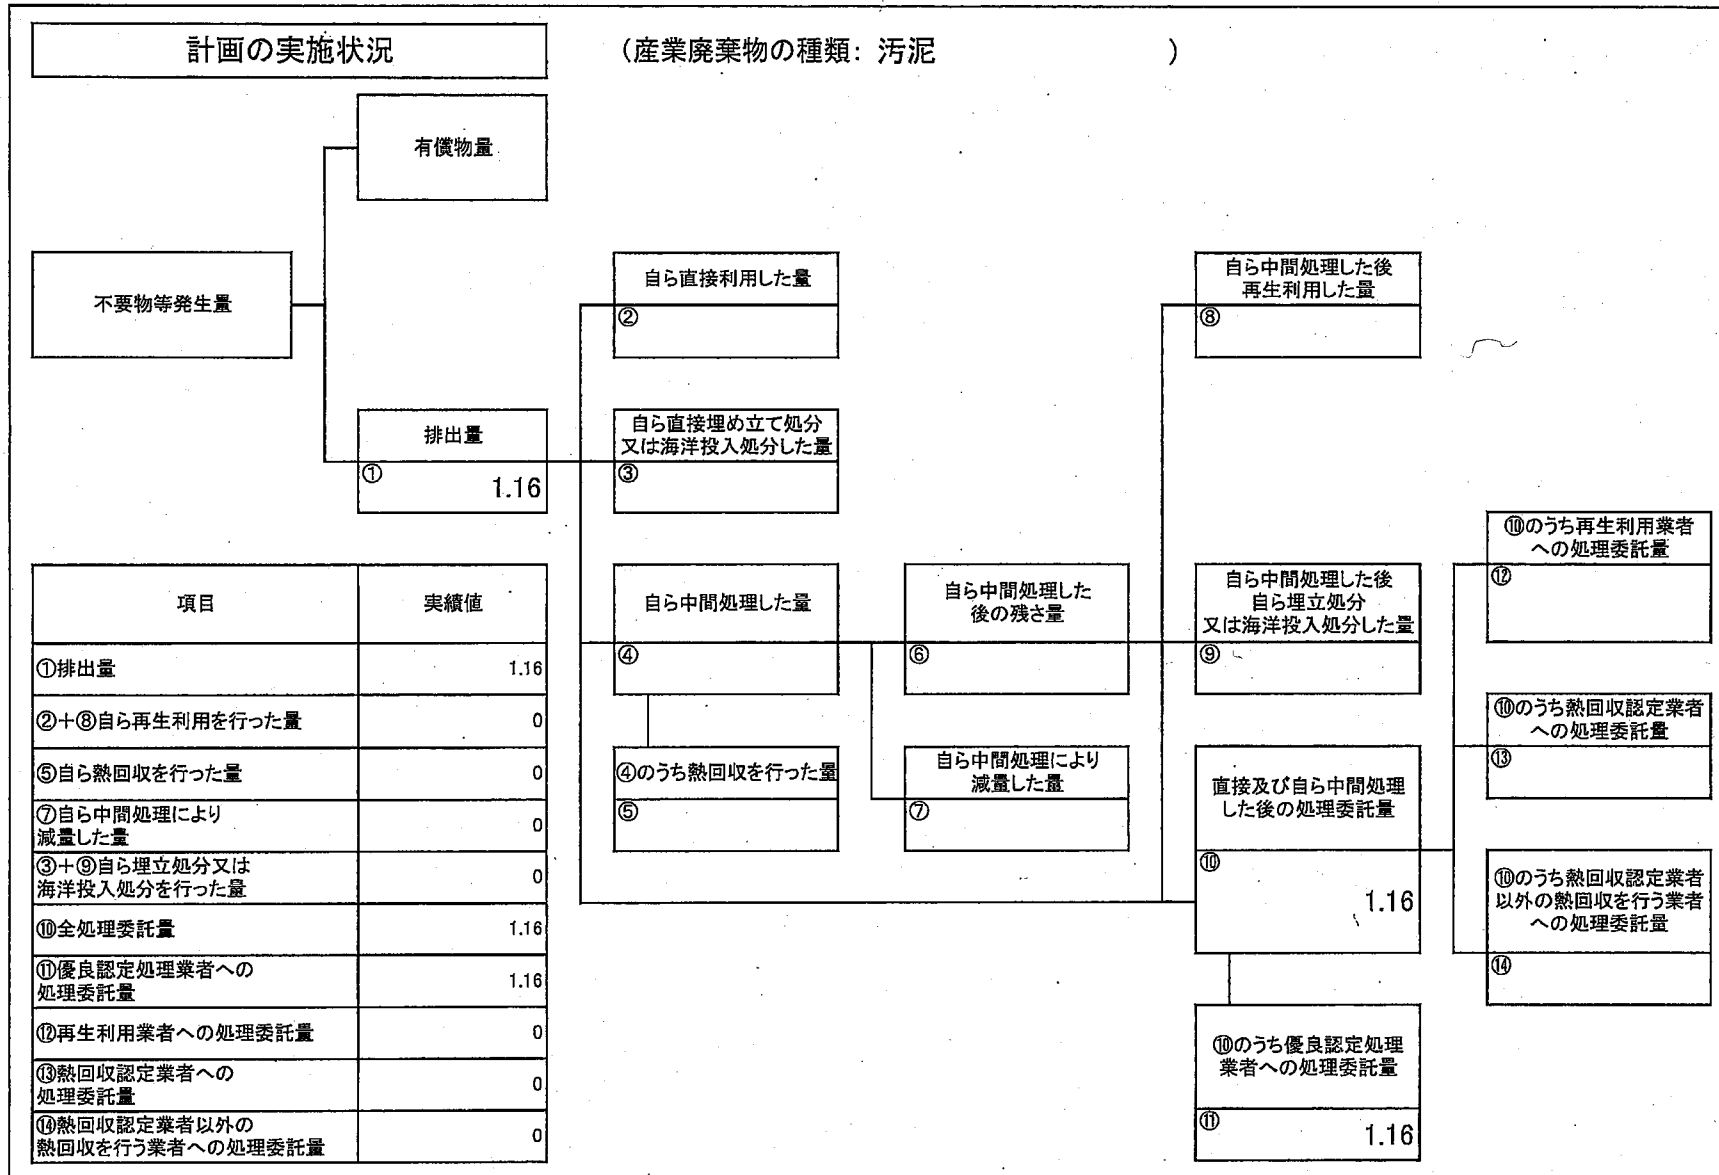 計画の実施状況
(産業廃棄物の種類: 汚泥 )
有償物量
不要物等発生量
排出量
①
1.16
自ら直接利用した量
②
自ら直接埋め立て処分
又は海洋投入処分した量
③
自ら中間処理した量
④
④のうち熱回収を行った量
⑤
自ら中間処理した
後の残さ量
⑥
自ら中間処理により
減量した量
⑦
自ら中間処理した後
再生利用した量
⑧
自ら中間処理した後
自ら埋立処分
又は海洋投入処分した量
⑨
直接及び自ら中間処理
した後の処理委託量
⑩
1.16
⑩のうち優良認定処理
業者への処理委託量
⑪
1.16
⑩のうち再生利用業者
への処理委託量
⑫
⑩のうち熱回収認定業者
への処理委託量
⑬
⑩のうち熱回収認定業者
以外の熱回収を行う業者
への処理委託量
⑭
項目 実績値
①排出量 1.16
②+⑧自ら再生利用を行った量 0
⑤自ら熱回収を行った量 0
⑦自ら中間処理により
減量した量 0
③+⑨自ら埋立処分又は
海洋投入処分を行った量 0
⑩全処理委託量 1.16
⑪優良認定処理業者への
処理委託量 1.16
⑫再生利用業者への処理委託量 0
⑬熱回収認定業者への
処理委託量 0
⑭熱回収認定業者以外の
熱回収を行う業者への処理委託量 0